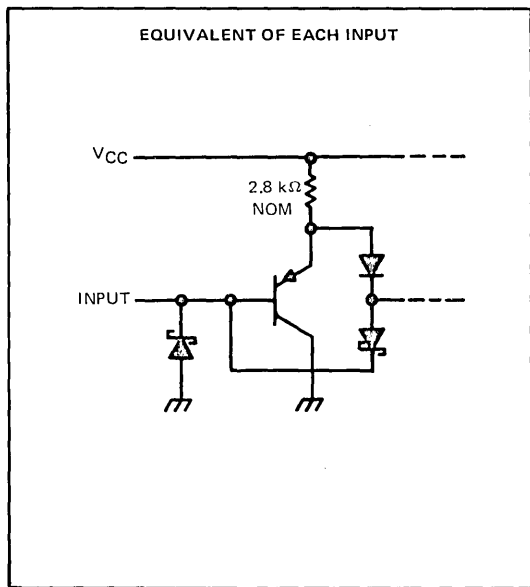 EQUIVALENT OF EACH INPUT
VCC
2.8 kΩ
NOM
INPUT